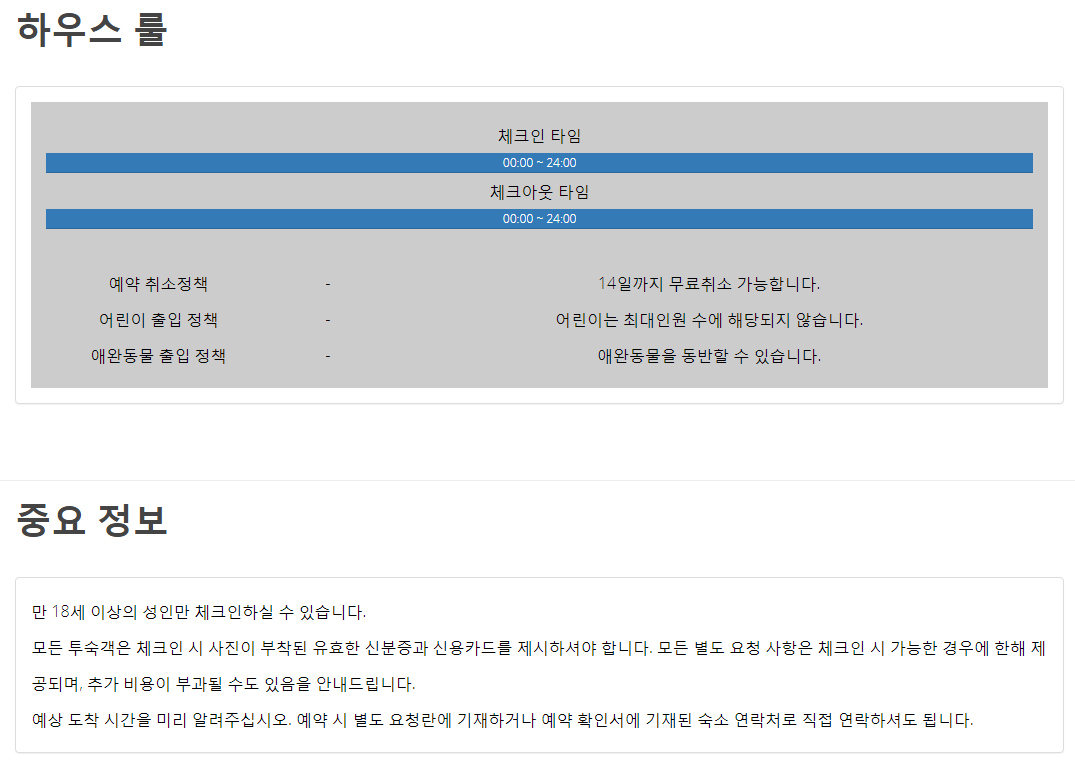 하우스 룰
체크인 타임
00:00 ~ 24:00
체크아웃 타임
00:00 ~ 24:00
예약 취소정책 - 14일까지 무료취소 가능합니다.
어린이 출입 정책 - 어린이는 최대인원 수에 해당되지 않습니다.
애완동물 출입 정책 - 애완동물을 동반할 수 있습니다.
중요 정보
만 18세 이상의 성인만 체크인하실 수 있습니다.
모든 투숙객은 체크인 시 사진이 부착된 유효한 신분증과 신용카드를 제시하셔야 합니다. 모든 별도 요청 사항은 체크인 시 가능한 경우에 한해 제
공되며, 추가 비용이 부과될 수도 있음을 안내드립니다.
예상 도착 시간을 미리 알려주십시오. 예약 시 별도 요청란에 기재하거나 예약 확인서에 기재된 숙소 연락처로 직접 연락하셔도 됩니다.